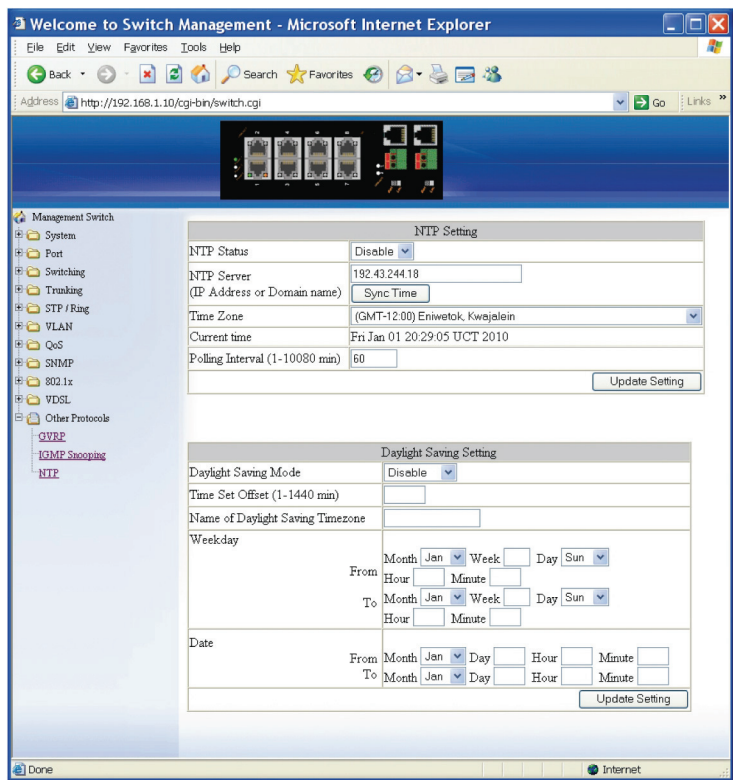 Welcome to Switch Management - Microsoft Internet Explorer
File Edit View Favorites Tools Help
Back Search Favorites
Address http://192.168.1.10/cgi-bin/switch.cgi Go Links »
Management Switch
System
Port
Switching
Trunking
STP / Ring
VLAN
QoS
SNMP
802.1x
VDSL
Other Protocols
GVRP
IGMP Snooping
NTP
NTP Setting
NTP Status Disable
NTP Server
(IP Address or Domain name)
192.43.244.18
Sync Time
Time Zone (GMT-12:00) Eniwetok, Kwajalein
Current time Fri Jan 01 20:29:05 UCT 2010
Polling Interval (1-10080 min) 60
Update Setting
Daylight Saving Setting
Daylight Saving Mode Disable
Time Set Offset (1-1440 min)
Name of Daylight Saving Timezone
Weekday
From Month Jan Week Day Sun
Hour Minute
To Month Jan Week Day Sun
Hour Minute
Date
From Month Jan Day Hour Minute
To Month Jan Day Hour Minute
Update Setting
Done Internet